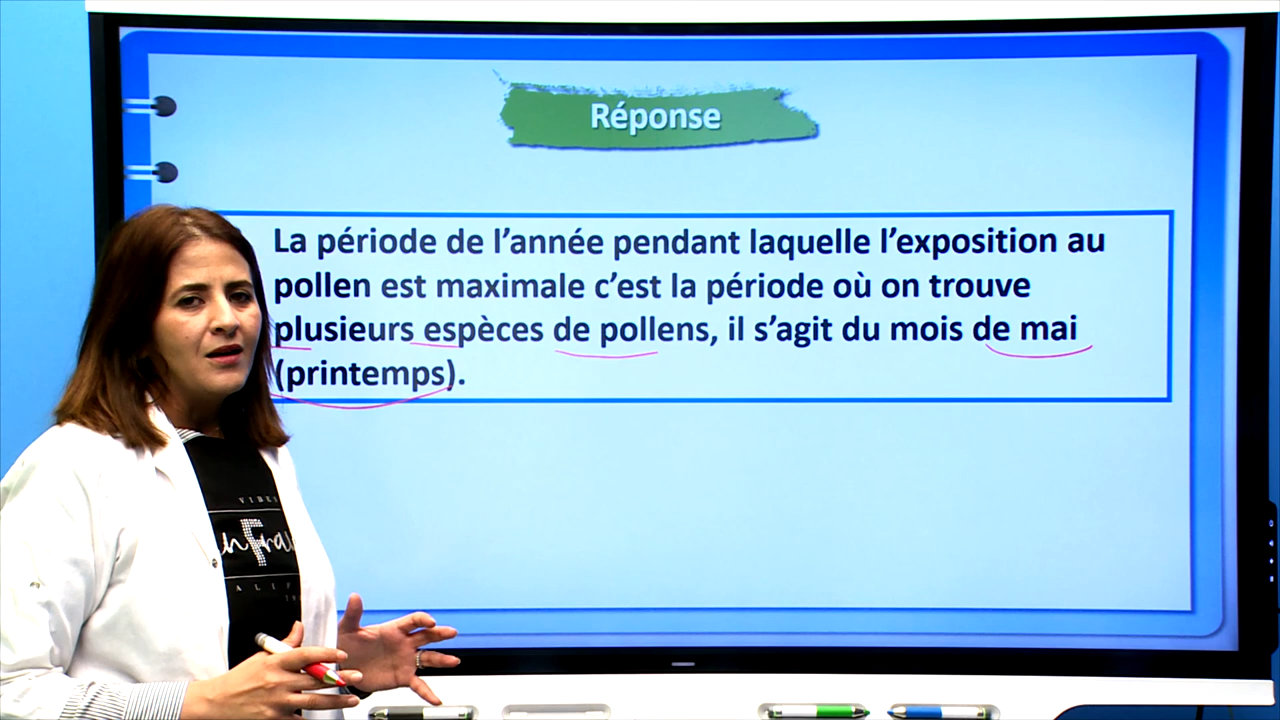 Réponse
La période de l'année pendant laquelle l'exposition au
pollen est maximale c'est la période où on trouve
plusieurs espèces de pollens, il s'agit du mois de mai
(printemps).
VIBES